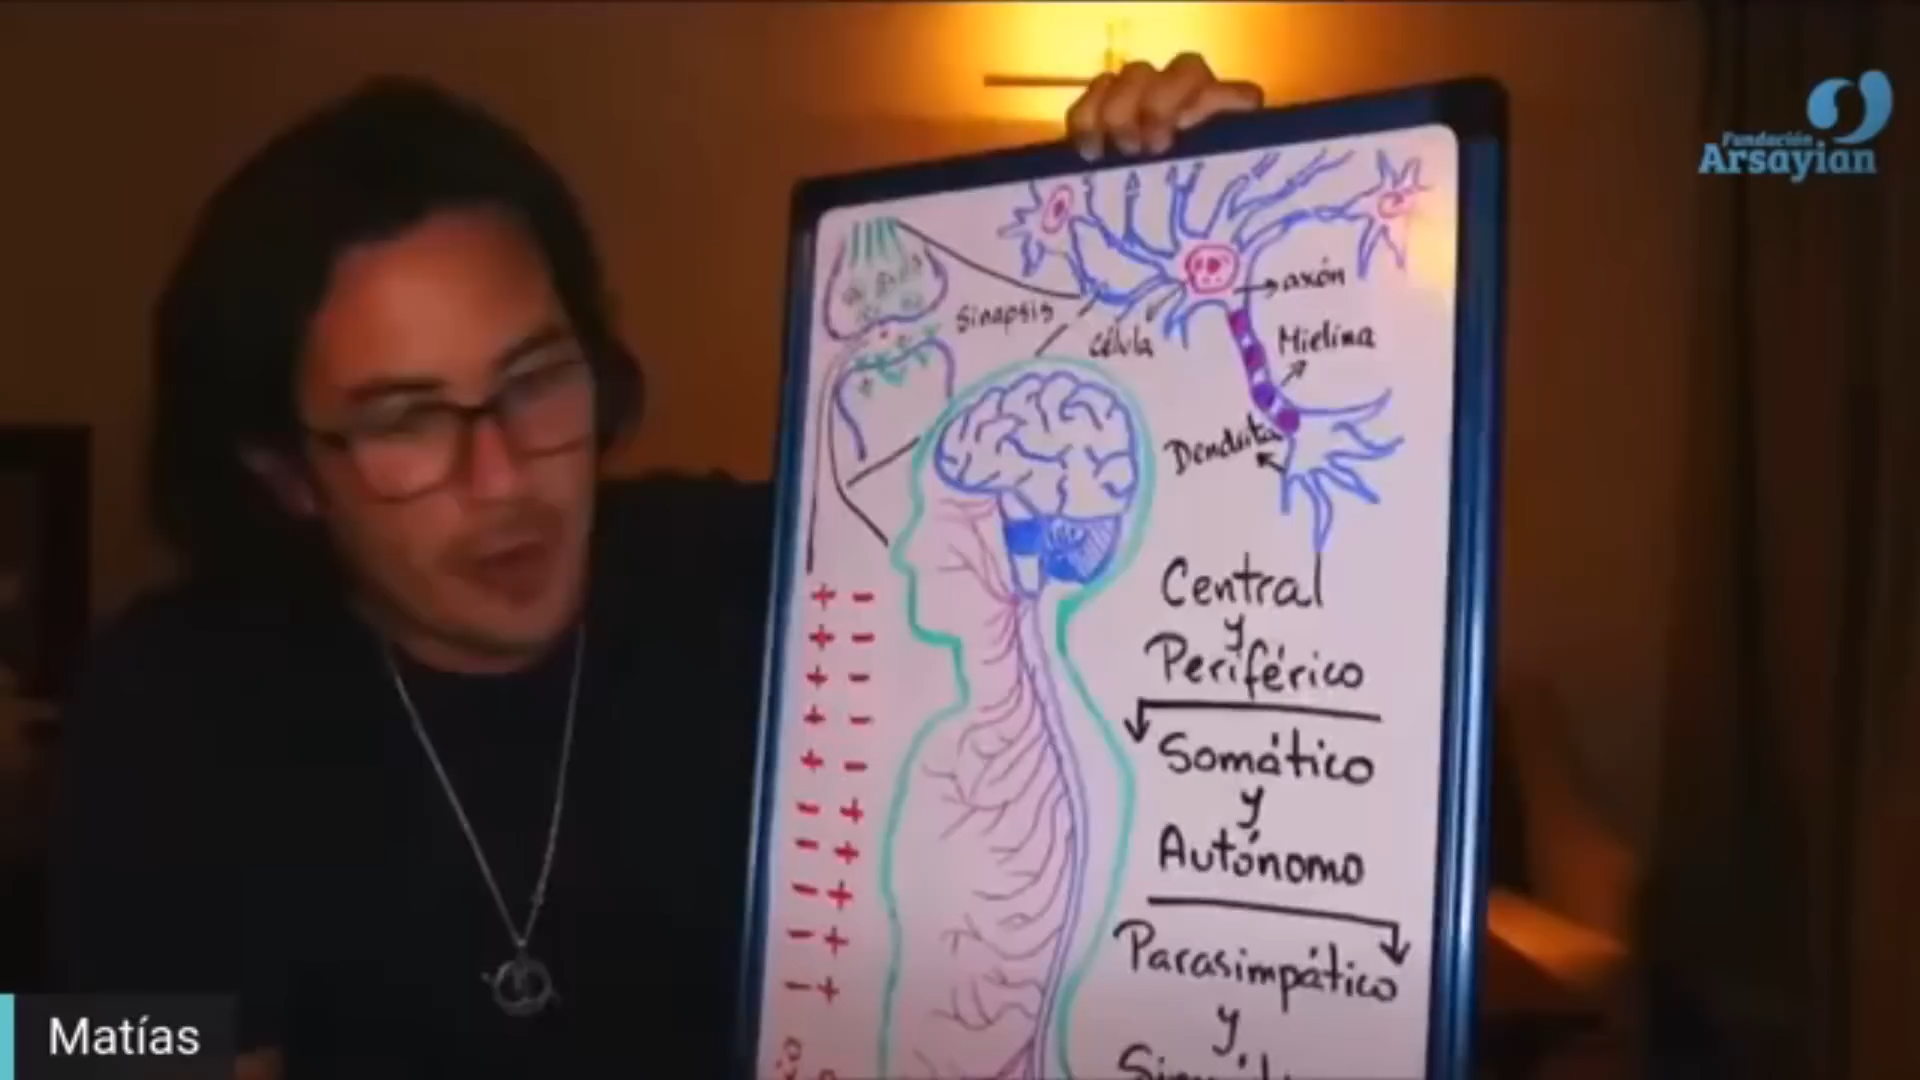 Fundación
Arsayian
Sinapsis
célula
axón
Mielina
Dendrita
Central
y
Periférico
Somático
y
Autónomo
Parasimpático
y
+ -
+ -
+ -
+ -
+ -
- +
- +
- +
- +
- +
Matías